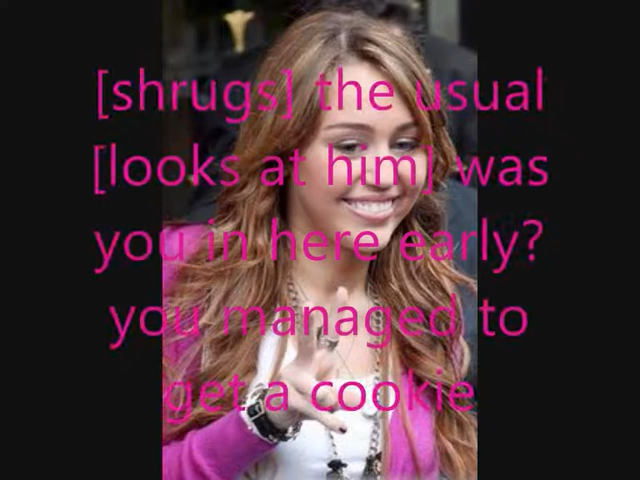 [shrugs] the usual
[looks at him] was
you in here early?
you managed to
get a cookie